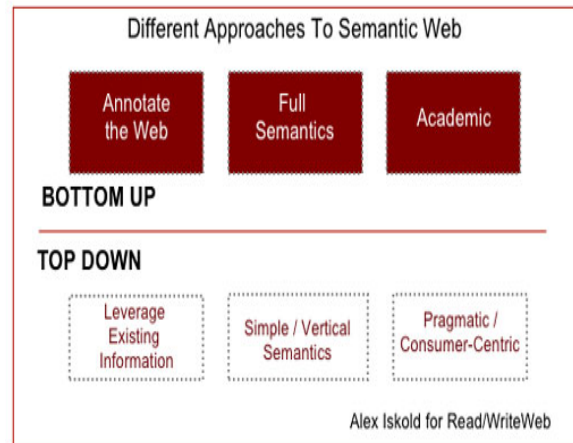 Different Approaches To Semantic Web
Annotate
the Web
Full
Semantics
Academic
BOTTOM UP
TOP DOWN
Leverage
Existing
Information
Simple / Vertical
Semantics
Pragmatic /
Consumer-Centric
Alex Iskold for Read/WriteWeb